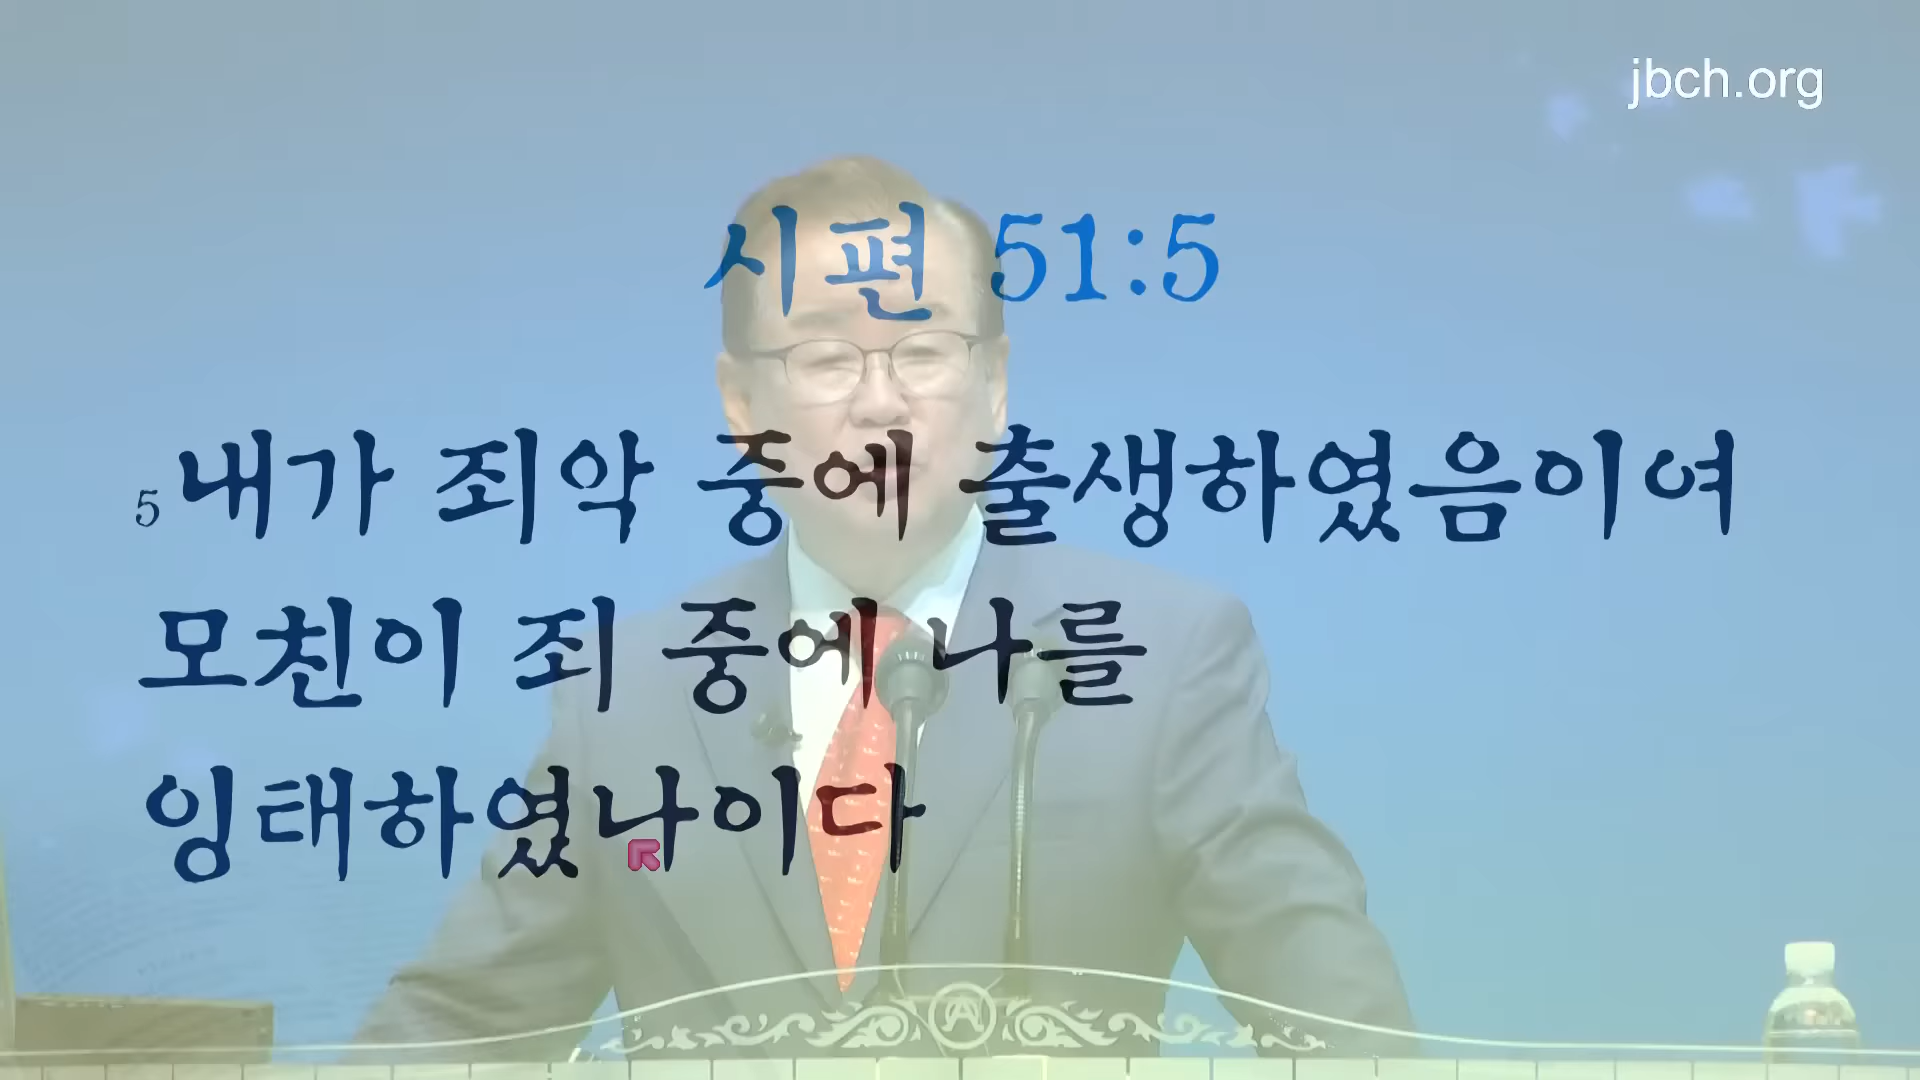 jbch.org
시편 51:5
5 내가 죄악 중에 출생하였음이여
모친이 죄 중에 나를
잉태하였나이다